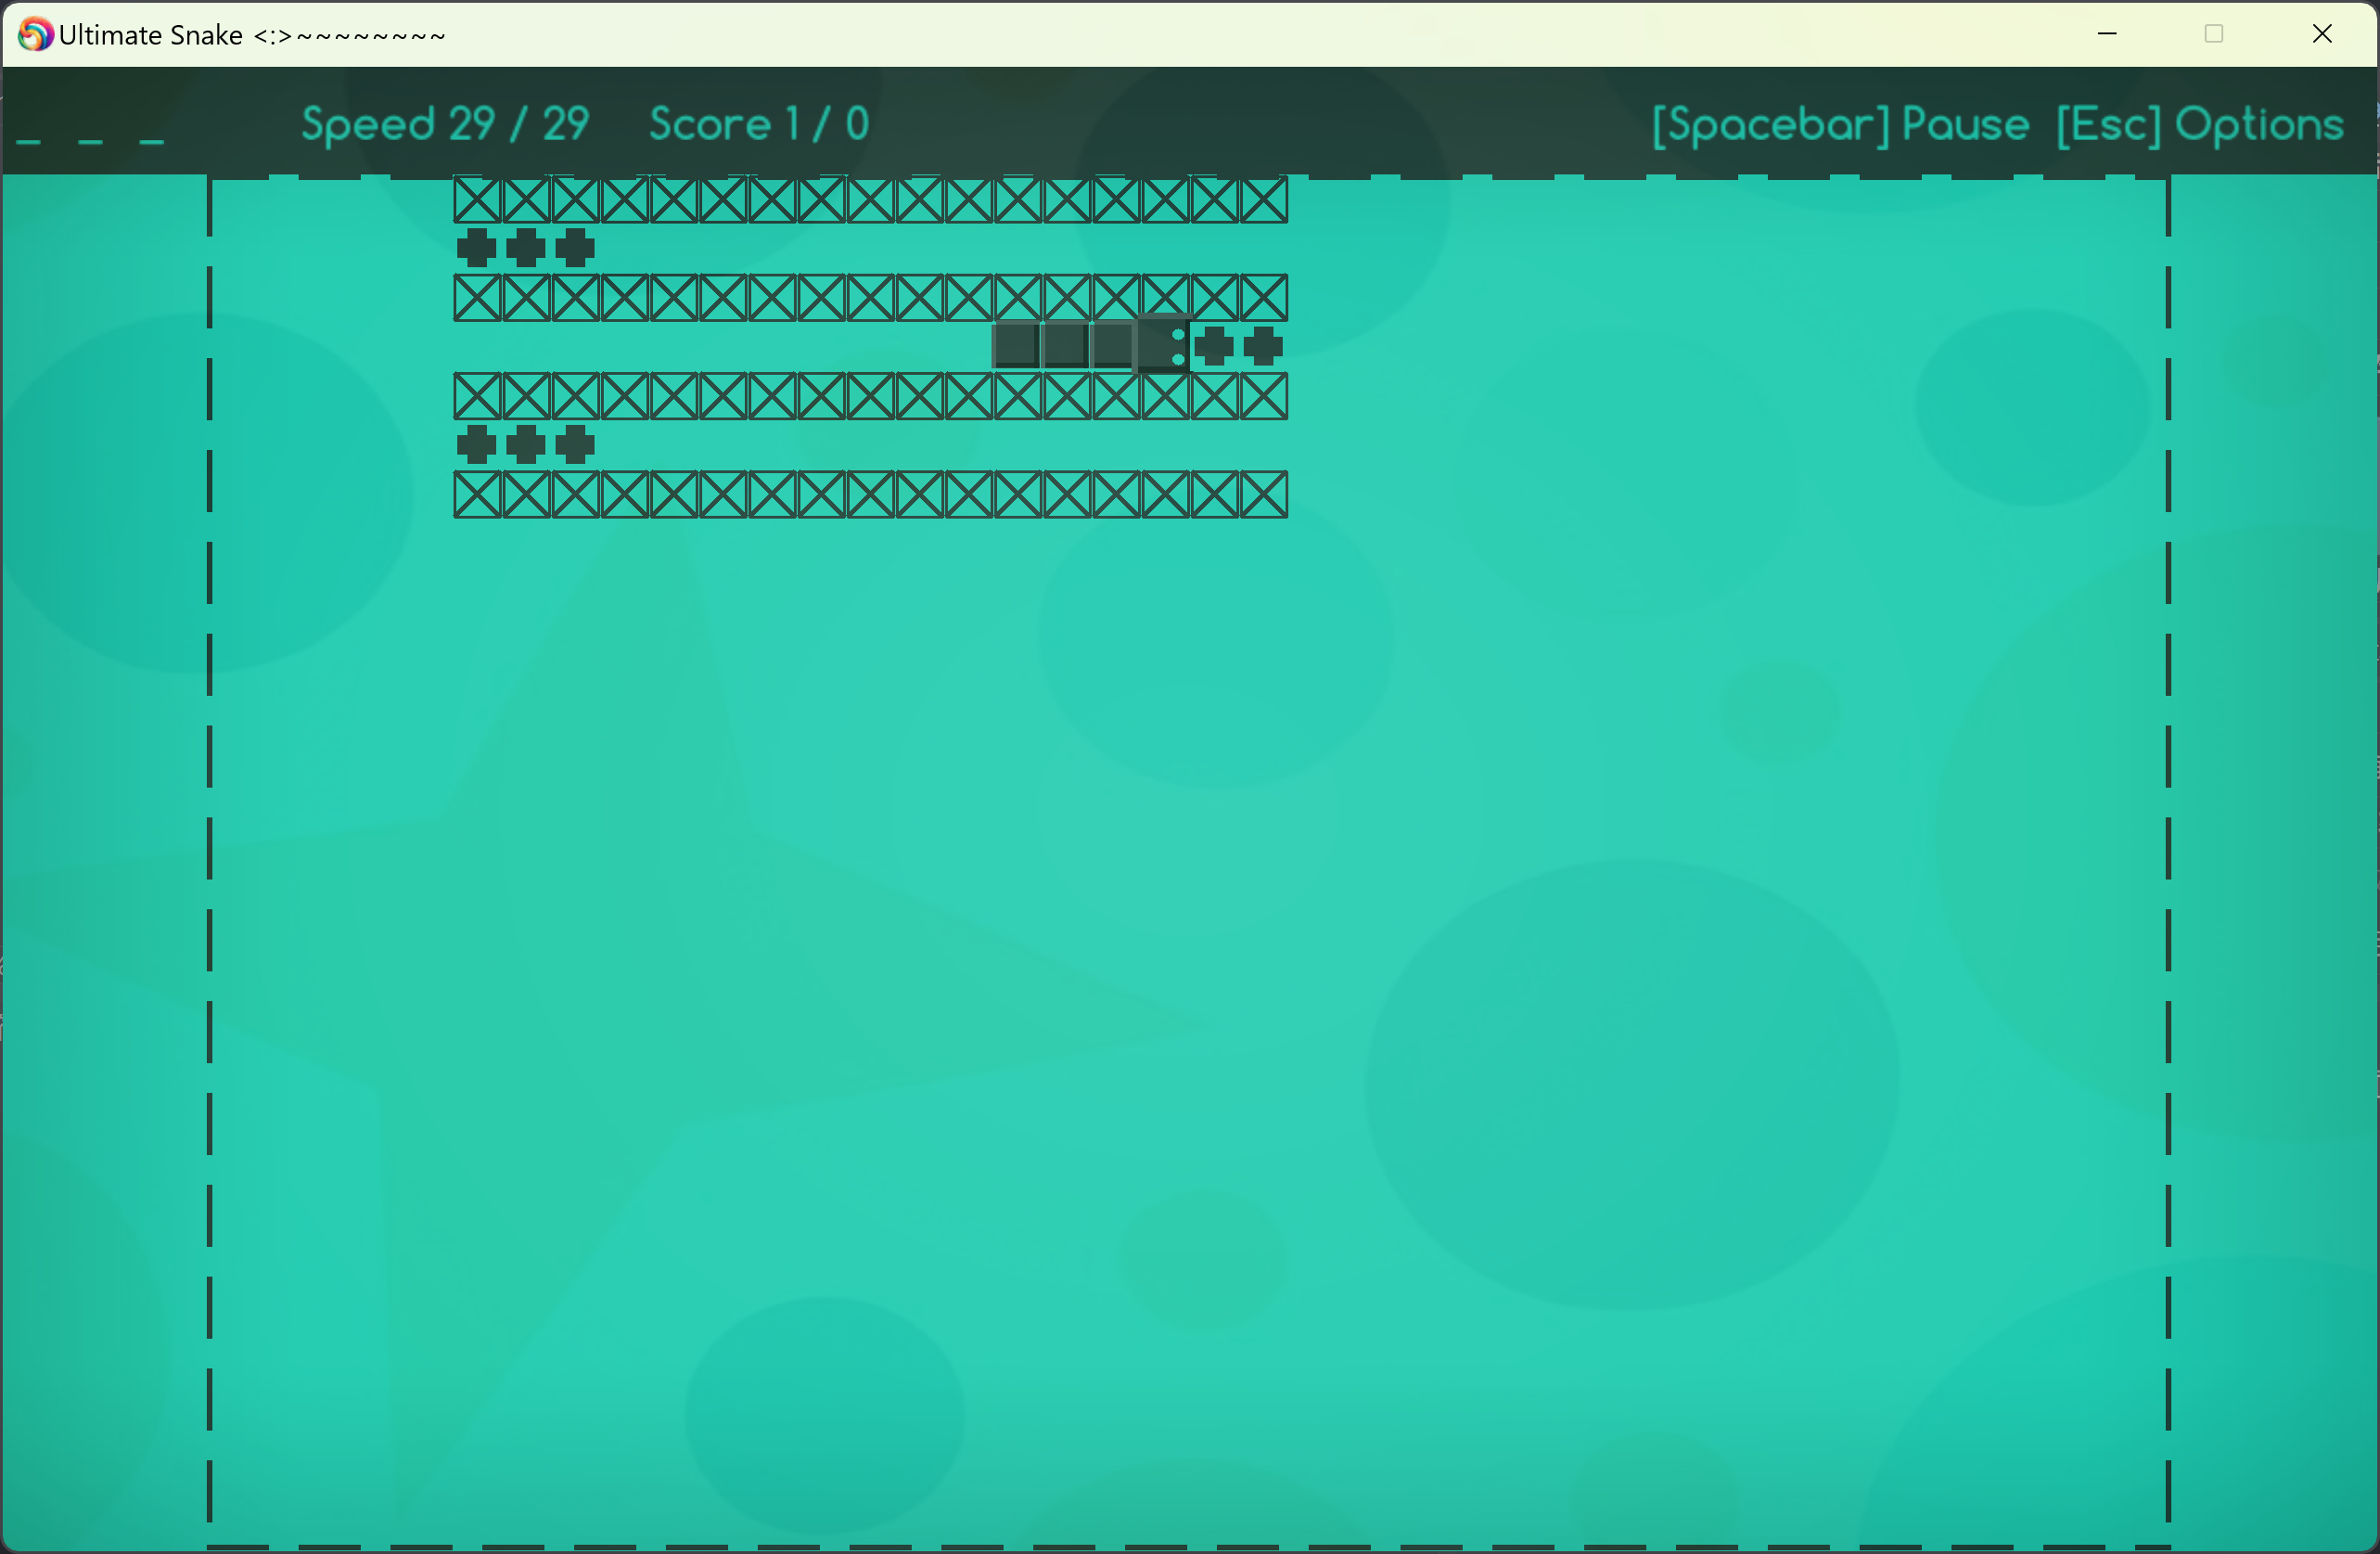 Ultimate Snake <:>~~~~~~~~
_ _ _ Speed 29 / 29 Score 1 / 0 [Spacebar] Pause [Esc] Options